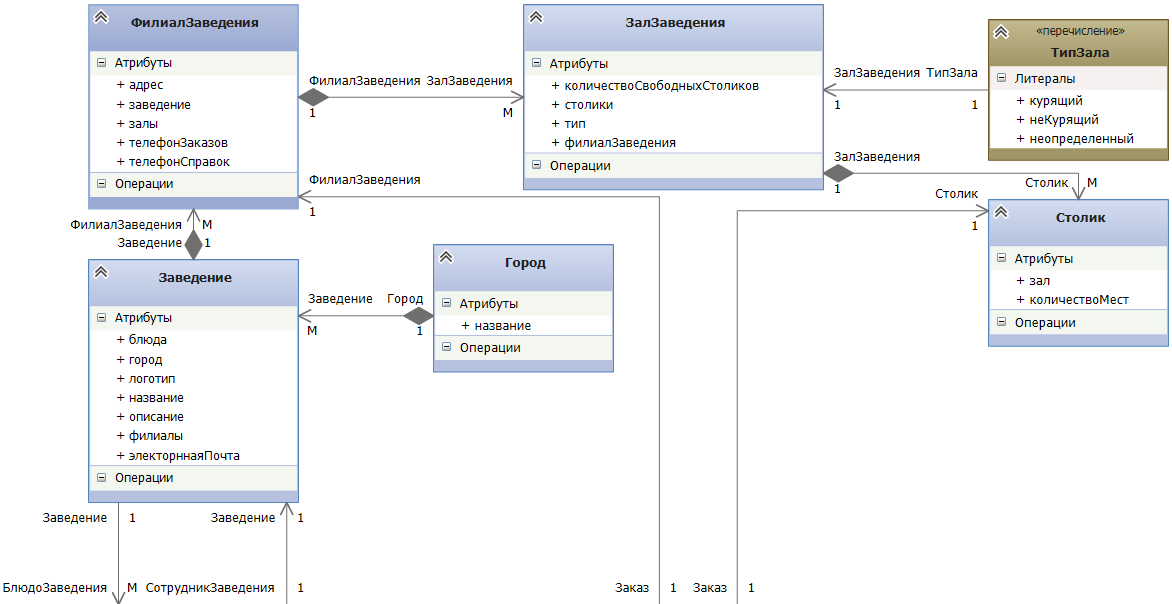 ФилиалЗаведения
Атрибуты
+ адрес
+ заведение
+ залы
+ телефонЗаказов
+ телефонСправок
Операции
ФилиалЗаведения ЗалЗаведения
1
М
ЗалЗаведения
Атрибуты
+ количествоСвободныхСтоликов
+ столики
+ тип
+ филиалЗаведения
Операции
ЗалЗаведения ТипЗала
1
1
«перечисление»
ТипЗала
Литералы
+ курящий
+ неКурящий
+ неопределенный
ЗалЗаведения
1
Столик
М
ФилиалЗаведения
1
Столик
1
Столик
Атрибуты
+ зал
+ количествоМест
Операции
ФилиалЗаведения М
Заведение 1
Заведение
Атрибуты
+ блюда
+ город
+ логотип
+ название
+ описание
+ филиалы
+ электорннаяПочта
Операции
Заведение Город
М
1
Город
Атрибуты
+ название
Операции
Заведение 1
Заведение 1
БлюдоЗаведения М
СотрудникЗаведения 1
Заказ 1
Заказ 1